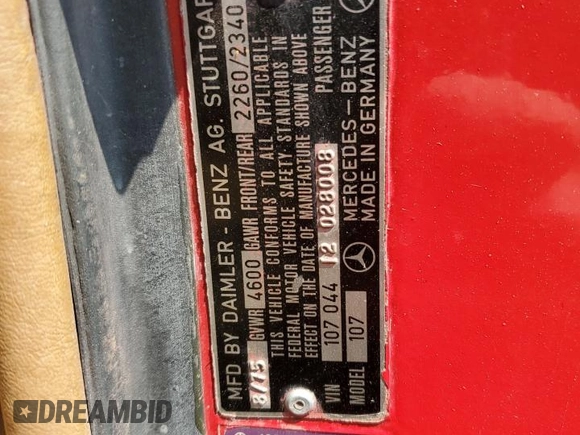 MFD BY DAIMLER-BENZ AG. STUTTGAR
8/75 GVWR 4600 GAWR FRONT/REAR 2260/2340
THIS VEHICLE CONFORMS TO ALL APPLICABLE
FEDERAL MOTOR VEHICLE SAFETY STANDARDS IN
EFFECT ON THE DATE OF MANUFACTURE SHOWN ABOVE
VIN 107 044 12 028008 PASSENGER
MODEL 107 MERCEDES-BENZ
MADE IN GERMANY
DREAMBID